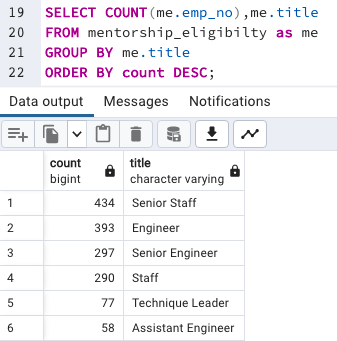 19 SELECT COUNT(me.emp_no),me.title
20 FROM mentorship_eligibilty as me
21 GROUP BY me.title
22 ORDER BY count DESC;
Data output Messages Notifications
count title
bigint character varying
1 434 Senior Staff
2 393 Engineer
3 297 Senior Engineer
4 290 Staff
5 77 Technique Leader
6 58 Assistant Engineer